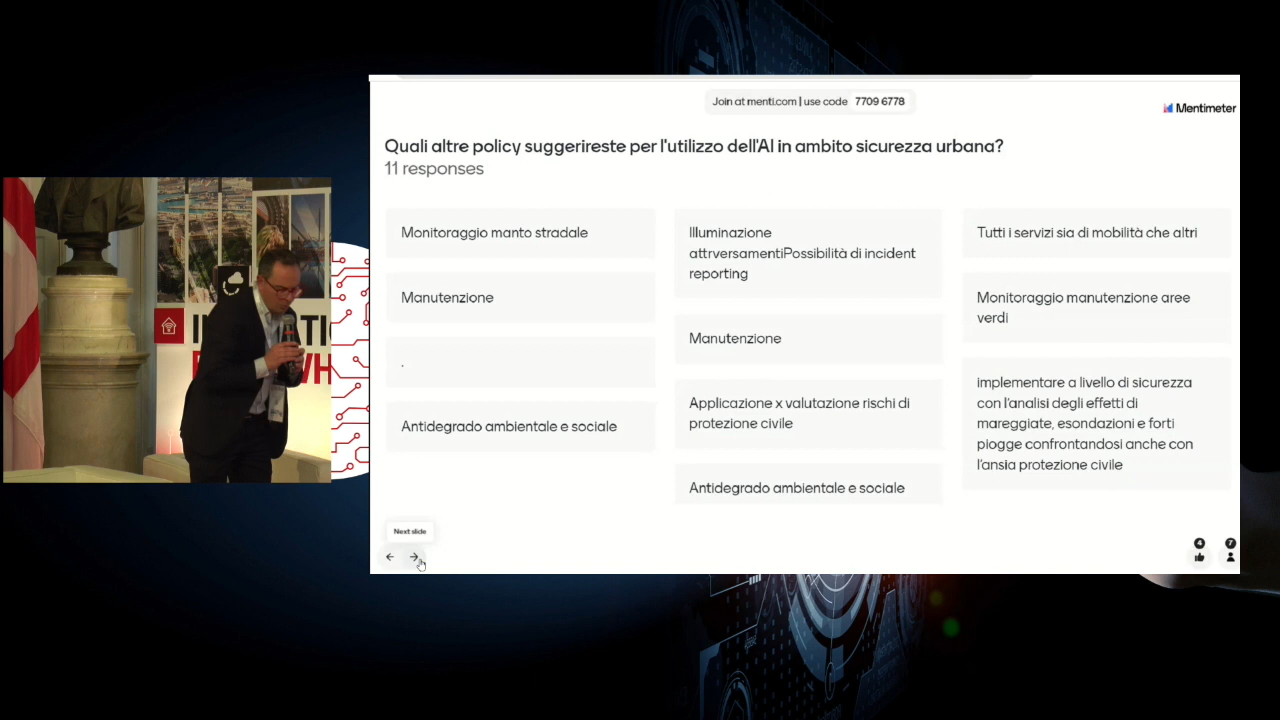 Join at menti.com | use code 7709 6778
Mentimeter
Quali altre policy suggerireste per l'utilizzo dell'AI in ambito sicurezza urbana?
11 responses
Monitoraggio manto stradale
Manutenzione
.
Antidegrado ambientale e sociale
Illuminazione
attrversamentiPossibilità di incident
reporting
Manutenzione
Applicazione x valutazione rischi di
protezione civile
Antidegrado ambientale e sociale
Tutti i servizi sia di mobilità che altri
Monitoraggio manutenzione aree
verdi
implementare a livello di sicurezza
con l'analisi degli effetti di
mareggiate, esondazioni e forti
piogge confrontandosi anche con
l'ansia protezione civile
Next slide
4
7